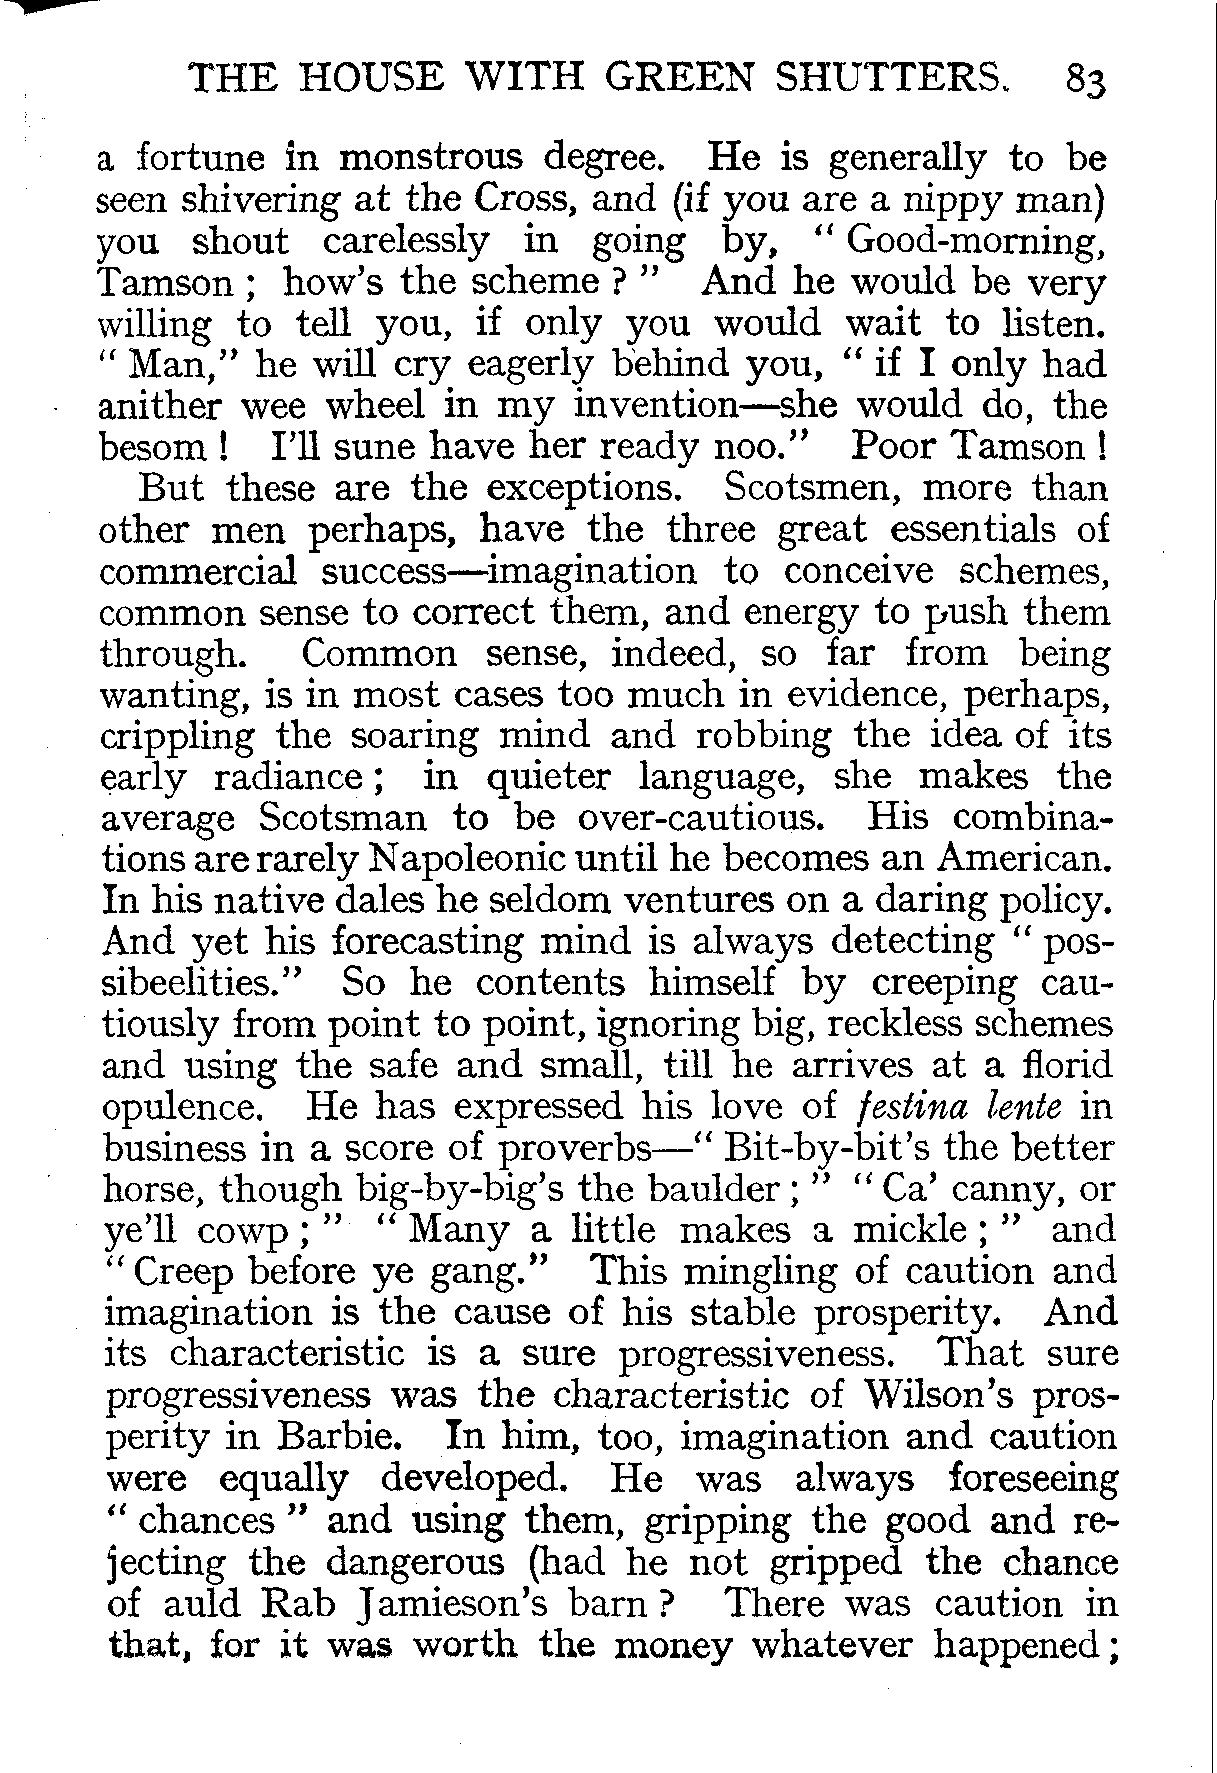 THE HOUSE WITH GREEN SHUTTERS. 83
a fortune in monstrous degree. He is generally to be
seen shivering at the Cross, and (if you are a nippy man)
you shout carelessly in going by, “ Good-morning,
Tamson ; how's the scheme ? ” And he would be very
willing to tell you, if only you would wait to listen.
“ Man,” he will cry eagerly behind you, “ if I only had
anither wee wheel in my invention—she would do, the
besom ! I'll sune have her ready noo.” Poor Tamson !
But these are the exceptions. Scotsmen, more than
other men perhaps, have the three great essentials of
commercial success—imagination to conceive schemes,
common sense to correct them, and energy to push them
through. Common sense, indeed, so far from being
wanting, is in most cases too much in evidence, perhaps,
crippling the soaring mind and robbing the idea of its
early radiance ; in quieter language, she makes the
average Scotsman to be over-cautious. His combina-
tions are rarely Napoleonic until he becomes an American.
In his native dales he seldom ventures on a daring policy.
And yet his forecasting mind is always detecting “ pos-
sibeelities.” So he contents himself by creeping cau-
tiously from point to point, ignoring big, reckless schemes
and using the safe and small, till he arrives at a florid
opulence. He has expressed his love of festina lente in
business in a score of proverbs—“ Bit-by-bit's the better
horse, though big-by-big's the baulder ; ” “ Ca' canny, or
ye'll cowp ; ” “ Many a little makes a mickle ; ” and
“ Creep before ye gang.” This mingling of caution and
imagination is the cause of his stable prosperity. And
its characteristic is a sure progressiveness. That sure
progressiveness was the characteristic of Wilson's pros-
perity in Barbie. In him, too, imagination and caution
were equally developed. He was always foreseeing
“ chances ” and using them, gripping the good and re-
jecting the dangerous (had he not gripped the chance
of auld Rab Jamieson's barn ? There was caution in
that, for it was worth the money whatever happened ;